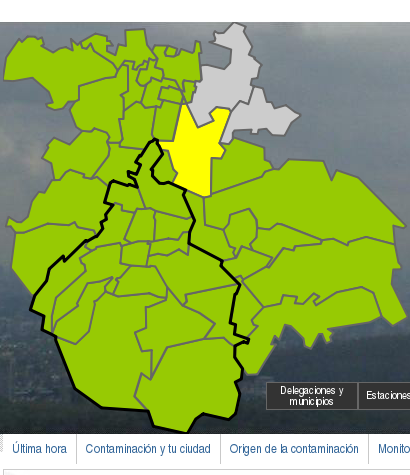 Delegaciones y
municipios
Estaciones
Última hora
Contaminación y tu ciudad
Origen de la contaminación
Monito